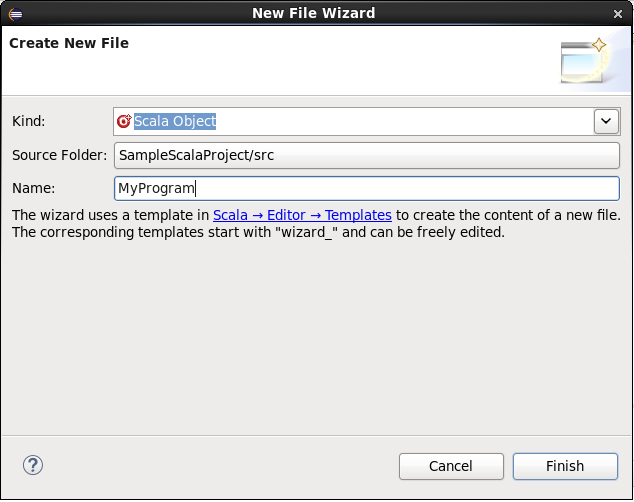 New File Wizard
Create New File
Kind: Scala Object
Source Folder: SampleScalaProject/src
Name: MyProgram
The wizard uses a template in Scala → Editor → Templates to create the content of a new file.
The corresponding templates start with "wizard_" and can be freely edited.
Cancel Finish